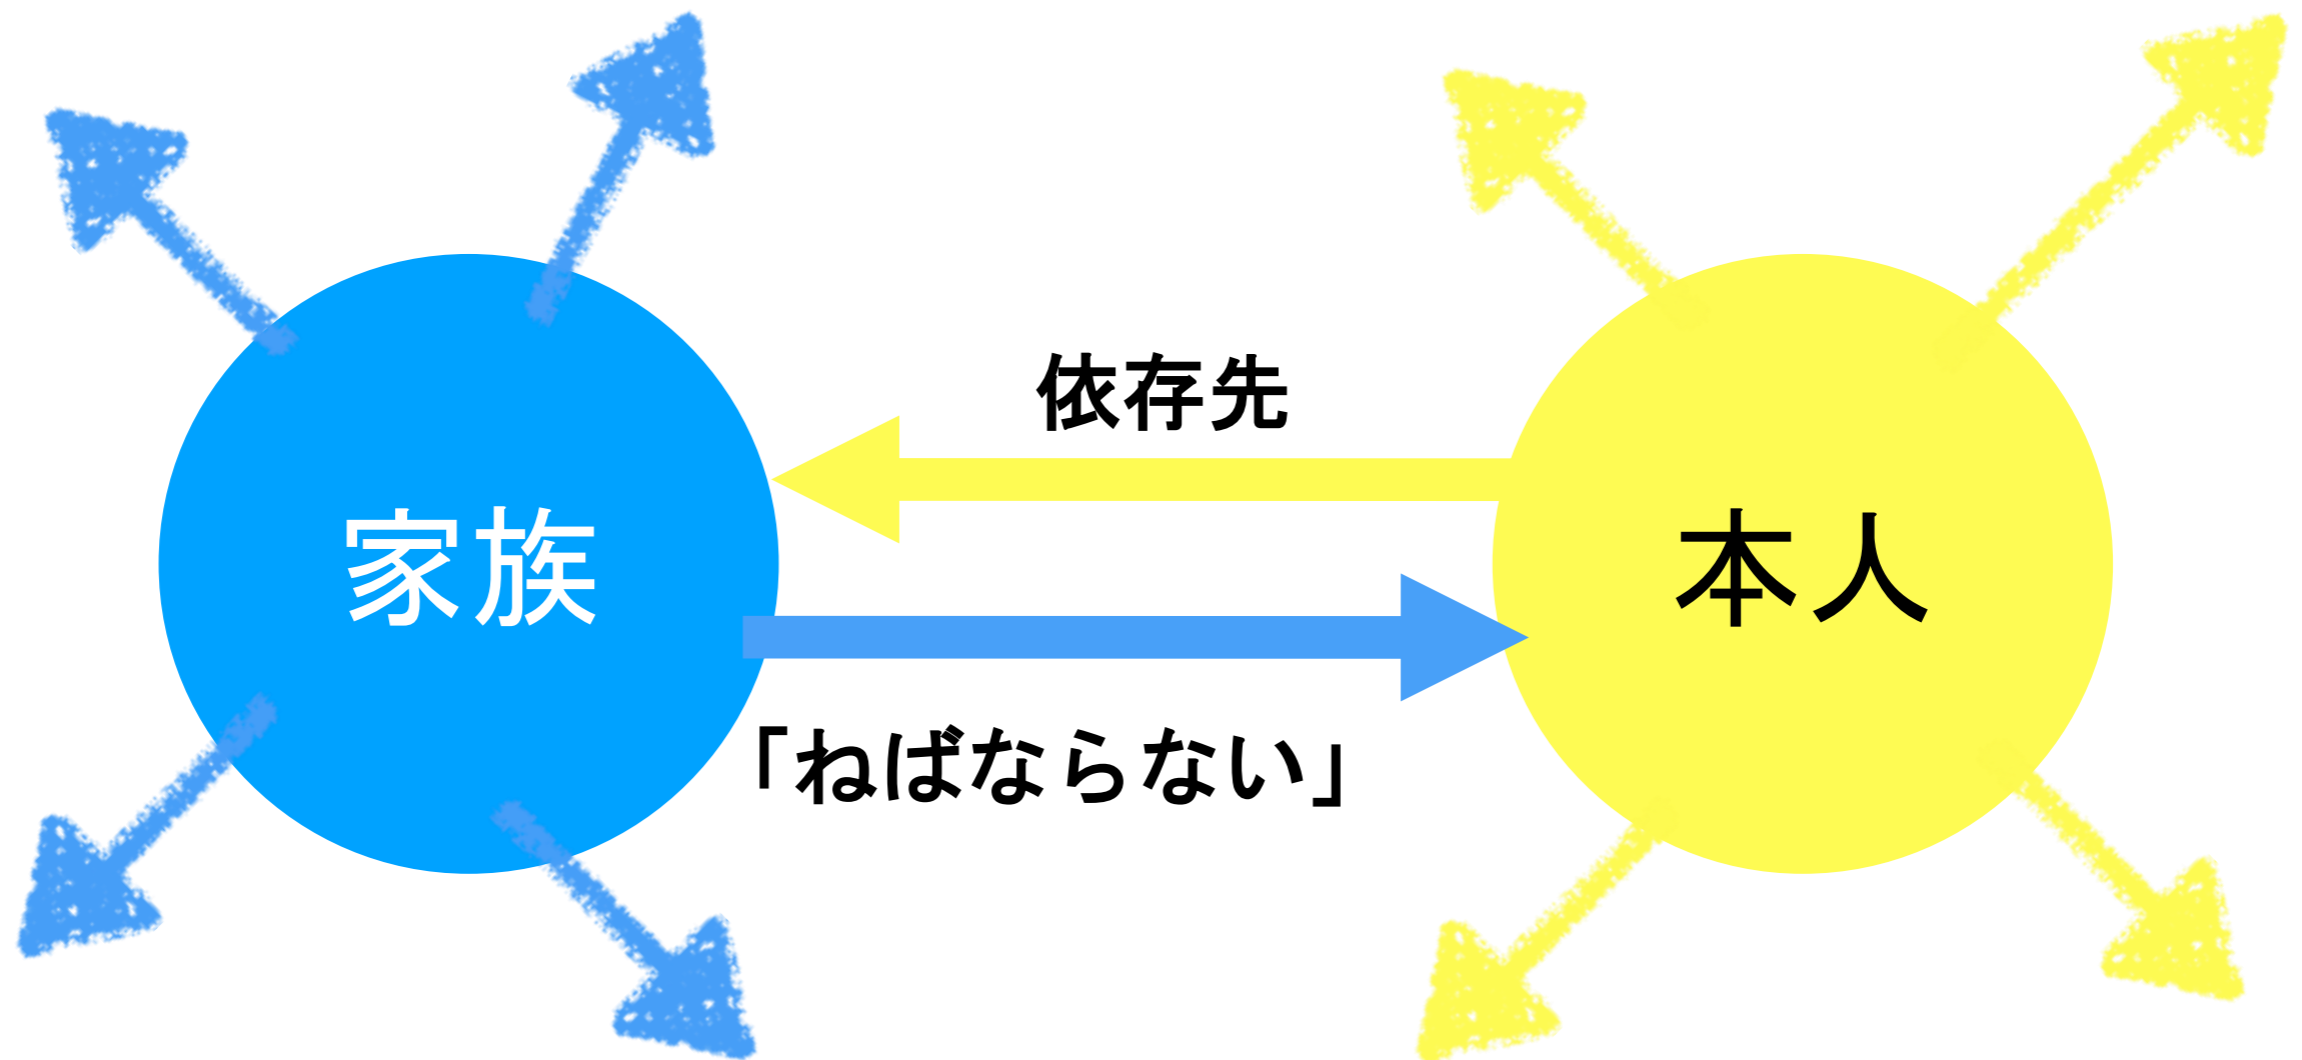 依存先
家族
本人
「ねばならない」